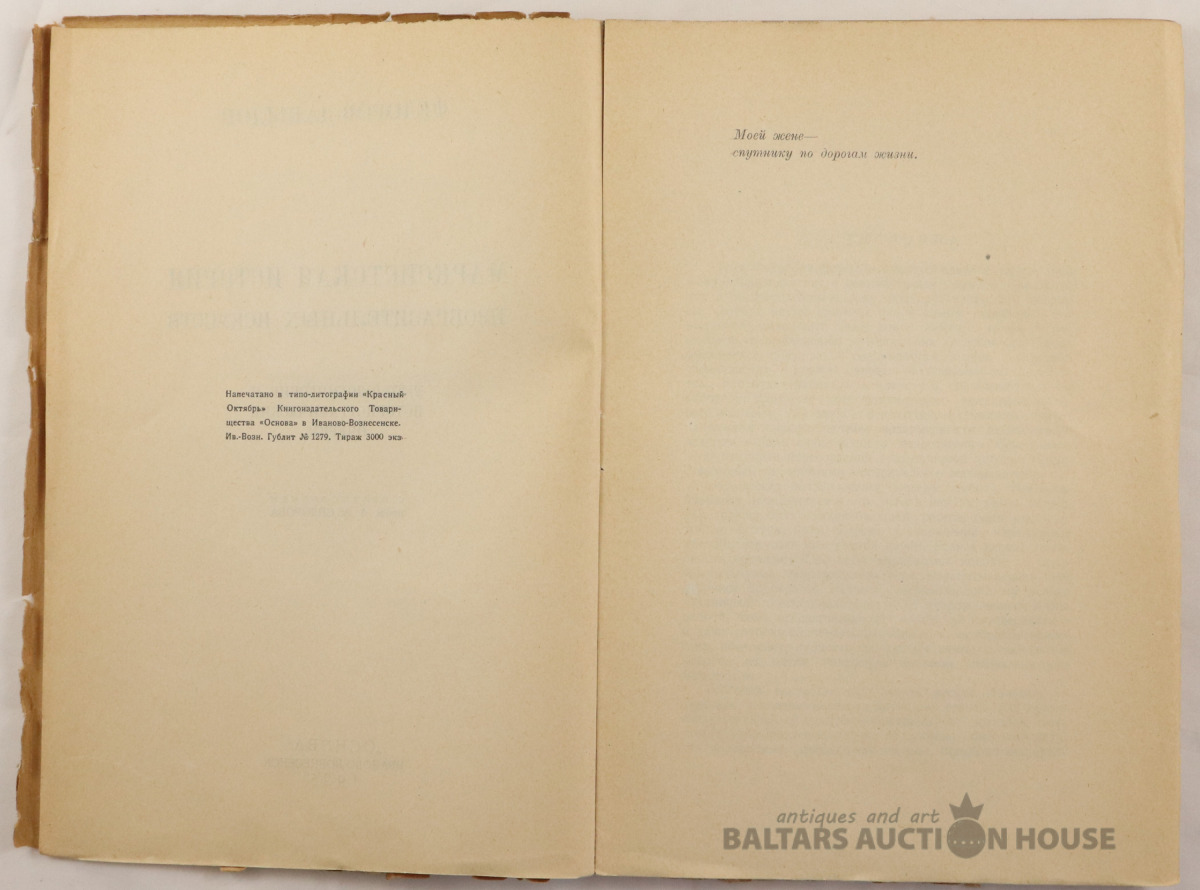 Напечатано в типо-литографии «Красный
Октябрь» Книгоиздательского Товари-
щества «Основа» в Иваново-Вознесенске.
Ив.-Возн. Гублит № 1279. Тираж 3000 экз.
Моей жене—
спутнику по дорогам жизни.
antiques and art
BALTARS AUCTION HOUSE